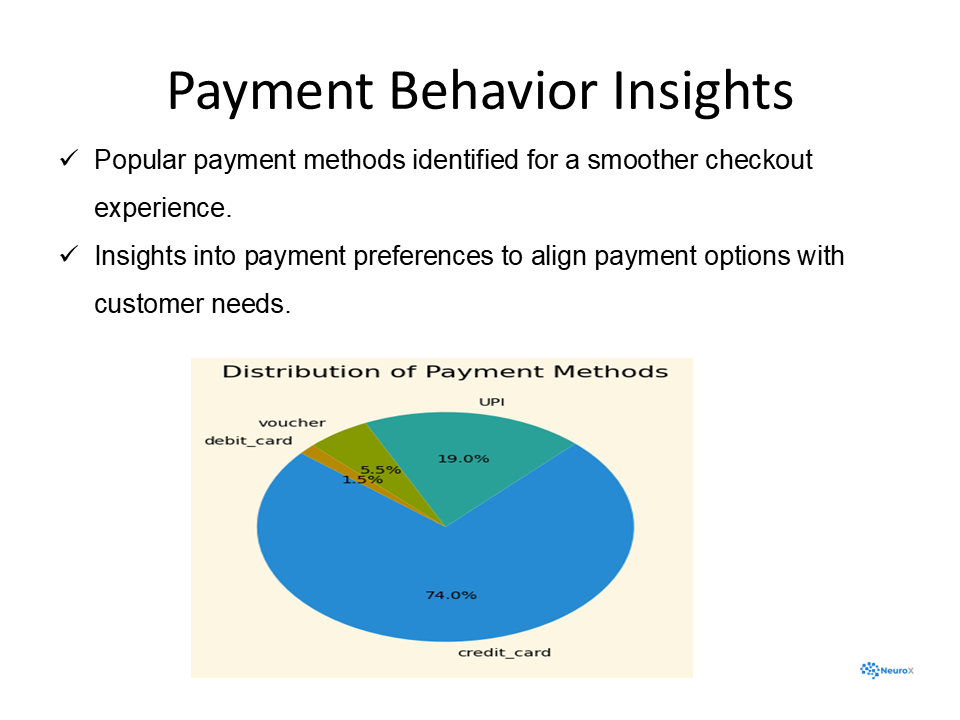 Payment Behavior Insights
✓ Popular payment methods identified for a smoother checkout
experience.
✓ Insights into payment preferences to align payment options with
customer needs.
Distribution of Payment Methods
UPI
voucher
debit_card
19.0%
5.5%
1.5%
74.0%
credit_card
NeuroX